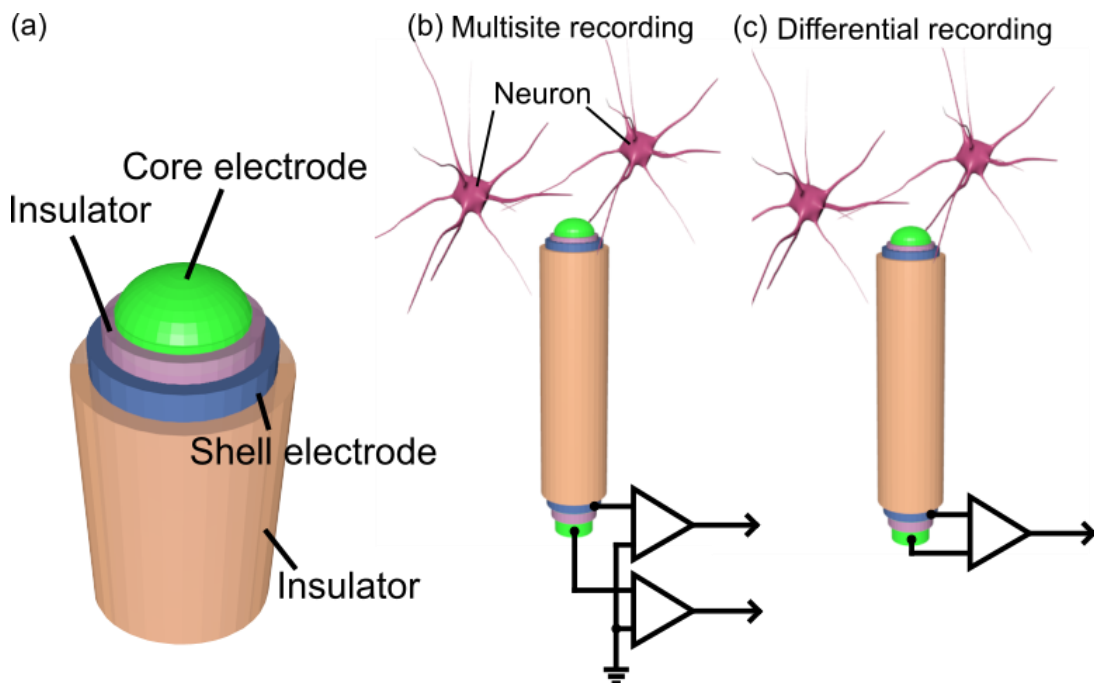 (a)
Core electrode
Insulator
Shell electrode
Insulator
(b) Multisite recording
Neuron
(c) Differential recording